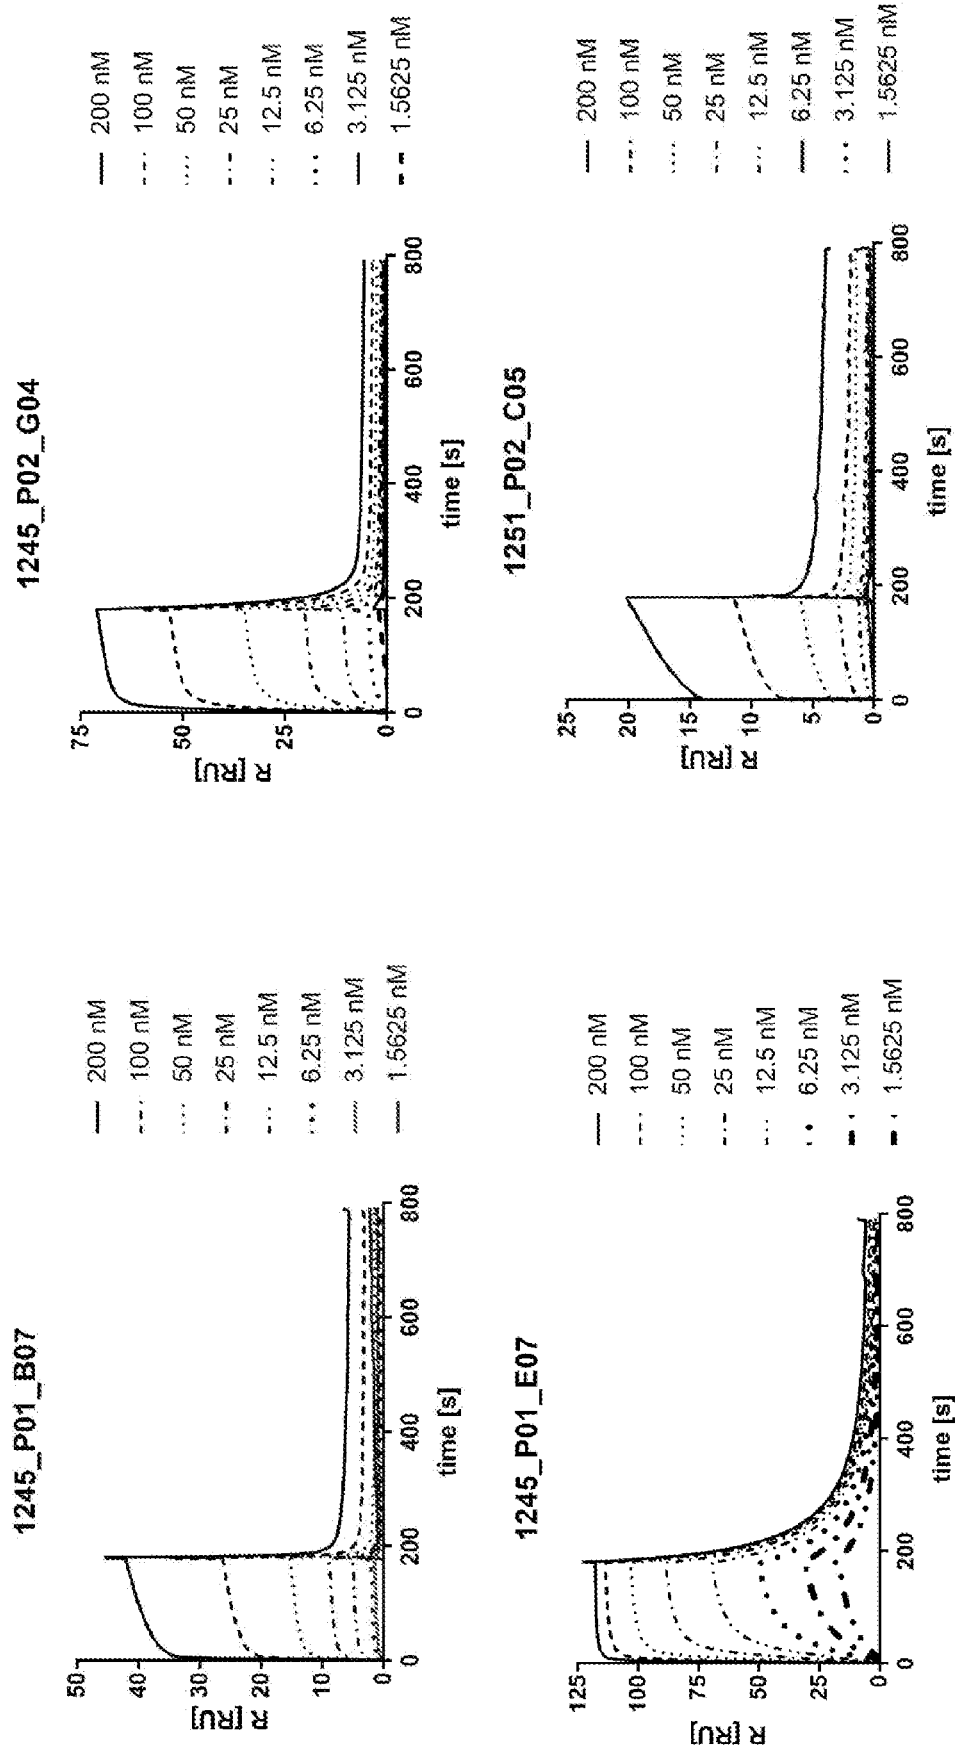 1245_P01_B07
R [RU]
50
40
30
20
10
0
0
200
400
600
800
time [s]
200 nM
100 nM
50 nM
25 nM
12.5 nM
6.25 nM
3.125 nM
1.5625 nM
1245_P02_G04
R [RU]
75
50
25
0
0
200
400
600
800
time [s]
200 nM
100 nM
50 nM
25 nM
12.5 nM
6.25 nM
3.125 nM
1.5625 nM
1245_P01_E07
R [RU]
125
100
75
50
25
0
0
200
400
600
800
time [s]
200 nM
100 nM
50 nM
25 nM
12.5 nM
6.25 nM
3.125 nM
1.5625 nM
1251_P02_C05
R [RU]
25
20
15
10
5
0
0
200
400
600
800
time [s]
200 nM
100 nM
50 nM
25 nM
12.5 nM
6.25 nM
3.125 nM
1.5625 nM